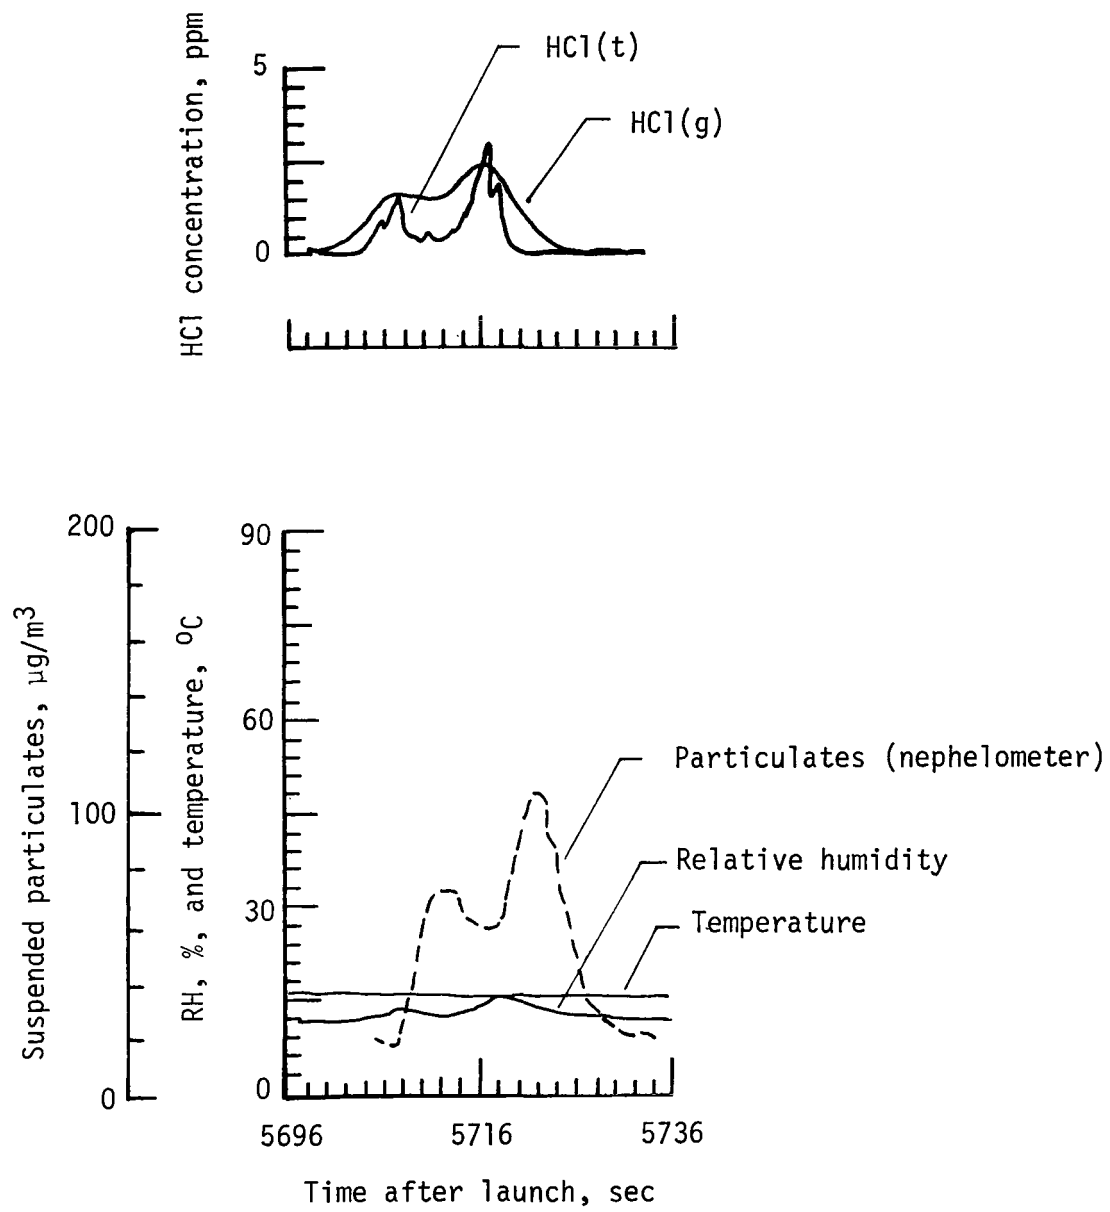 HCl concentration, ppm
5
0
HCl(t)
HCl(g)
Suspended particulates, µg/m3
200
100
0
RH, %, and temperature, ºC
90
60
30
0
Particulates (nephelometer)
Relative humidity
Temperature
5696 5716 5736
Time after launch, sec